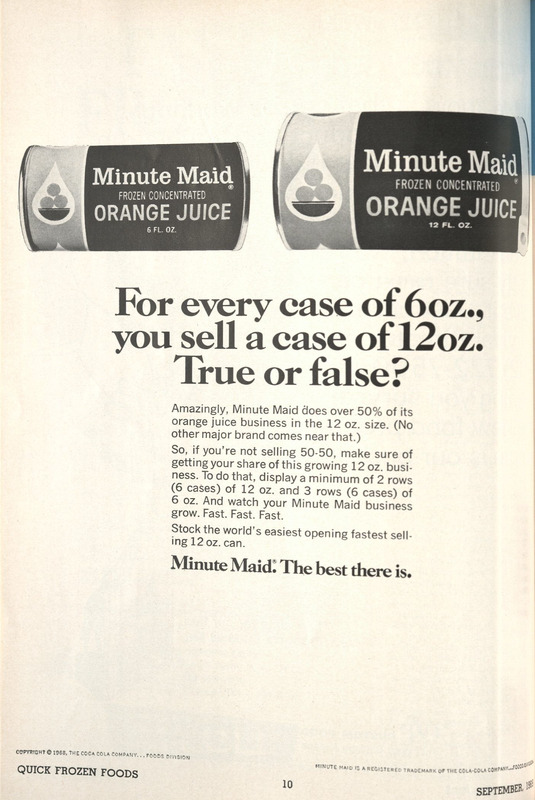 Minute Maid®
FROZEN CONCENTRATED
ORANGE JUICE
6 FL. OZ.
Minute Maid®
FROZEN CONCENTRATED
ORANGE JUICE
12 FL. OZ.
For every case of 6oz.,
you sell a case of 12oz.
True or false?
Amazingly, Minute Maid does over 50% of its
orange juice business in the 12 oz. size. (No
other major brand comes near that.)
So, if you're not selling 50-50, make sure of
getting your share of this growing 12 oz. busi-
ness. To do that, display a minimum of 2 rows
(6 cases) of 12 oz. and 3 rows (6 cases) of
6 oz. And watch your Minute Maid business
grow. Fast. Fast. Fast.
Stock the world's easiest opening fastest sell-
ing 12 oz. can.
Minute Maid.® The best there is.
COPYRIGHT © 1968, THE COCA COLA COMPANY...FOODS DIVISION
MINUTE MAID IS A REGISTERED TRADEMARK OF THE COLA-COLA COMPANY...FOODS DIVISION
QUICK FROZEN FOODS
10
SEPTEMBER,